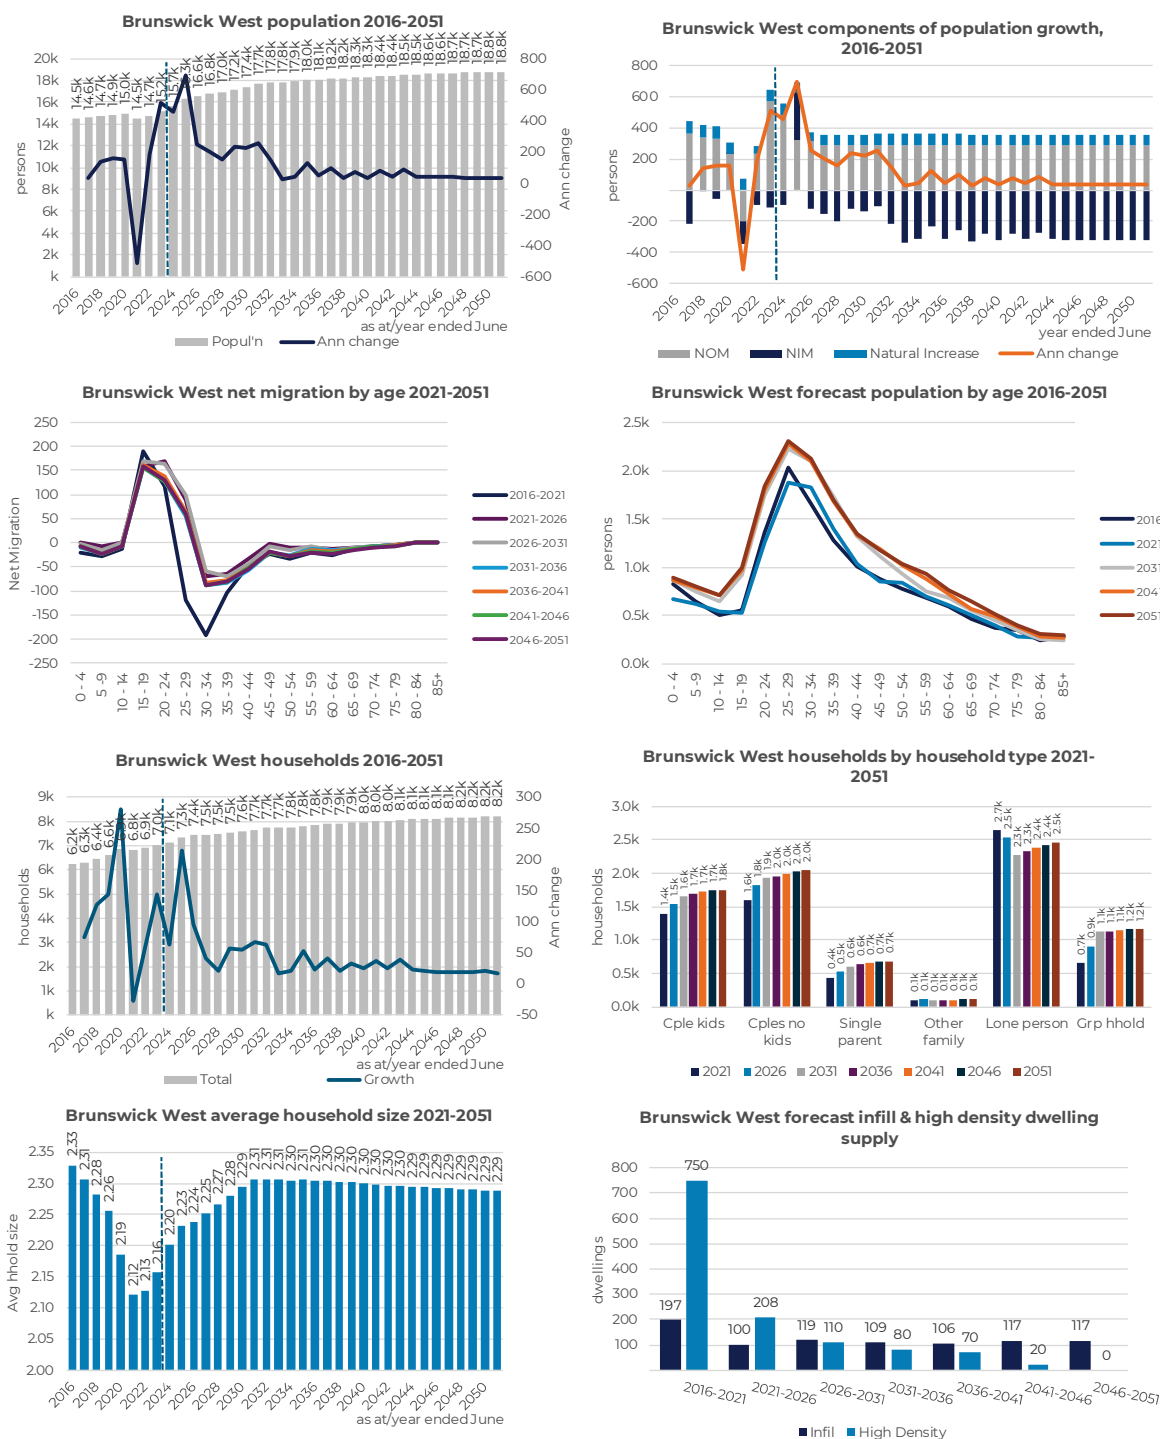 Brunswick West population 2016-2051
20k
18k
16k
14k
12k
10k
8k
6k
4k
2k
k
persons
800
600
400
200
0
-200
-400
-600
Ann change
14.5k 14.6k 14.7k 14.9k 15.0k 14.5k 14.7k 15.2k 15.7k 16.6k 16.8k 17.0k 17.2k 17.4k 17.7k 17.8k 17.8k 17.9k 18.0k 18.1k 18.2k 18.2k 18.3k 18.3k 18.4k 18.4k 18.5k 18.5k 18.6k 18.6k 18.7k 18.7k 18.8k 18.8k
2016 2018 2020 2022 2024 2026 2028 2030 2032 2034 2036 2038 2040 2042 2044 2046 2048 2050
as at/year ended June
Popul'n Ann change
Brunswick West components of population growth,
2016-2051
800
600
400
200
-200
-400
-600
persons
2016 2018 2020 2022 2024 2026 2028 2030 2032 2034 2036 2038 2040 2042 2044 2046 2048 2050
year ended June
NOM NIM Natural Increase Ann change
Brunswick West net migration by age 2021-2051
250
200
150
100
50
0
-50
-100
-150
-200
-250
Net Migration
0 - 4 5 -9 10 - 14 15 - 19 20 - 24 25 - 29 30 - 34 35 - 39 40 - 44 45 - 49 50 - 54 55 - 59 60 - 64 65 - 69 70 - 74 75 - 79 80 - 84 85+
2016-2021
2021-2026
2026-2031
2031-2036
2036-2041
2041-2046
2046-2051
Brunswick West forecast population by age 2016-2051
2.5k
2.0k
1.5k
1.0k
0.5k
0.0k
persons
0 - 4 5 -9 10 - 14 15 - 19 20 - 24 25 - 29 30 - 34 35 - 39 40 - 44 45 - 49 50 - 54 55 - 59 60 - 64 65 - 69 70 - 74 75 - 79 80 - 84 85+
2016
2021
2031
2041
2051
Brunswick West households 2016-2051
9k
8k
7k
6k
5k
4k
3k
2k
1k
k
households
300
250
200
150
100
50
0
-50
Ann change
6.2k 6.3k 6.4k 6.6k 6.8k 6.9k 7.0k 7.1k 7.3k 7.4k 7.5k 7.5k 7.5k 7.6k 7.7k 7.7k 7.7k 7.8k 7.8k 7.8k 7.9k 7.9k 7.9k 8.0k 8.0k 8.0k 8.1k 8.1k 8.1k 8.1k 8.2k 8.2k 8.2k 8.2k
2016 2018 2020 2022 2024 2026 2028 2030 2032 2034 2036 2038 2040 2042 2044 2046 2048 2050
as at/year ended June
Total Growth
Brunswick West households by household type 2021-
2051
3.0k
2.5k
2.0k
1.5k
1.0k
0.5k
0.0k
households
1.4k 1.5k 1.6k 1.7k 1.7k 1.7k 1.8k
1.6k 1.8k 1.9k 2.0k 2.0k 2.0k 2.0k
0.4k 0.5k 0.6k 0.6k 0.7k 0.7k 0.7k
0.1k 0.1k 0.1k 0.1k 0.1k 0.1k 0.1k
2.7k 2.5k 2.3k 2.3k 2.4k 2.4k 2.5k
0.7k 0.9k 1.1k 1.1k 1.1k 1.2k 1.2k
Cple kids Cples no kids Single parent Other family Lone person Grp hhold
2021 2026 2031 2036 2041 2046 2051
Brunswick West average household size 2021-2051
2.35
2.30
2.25
2.20
2.15
2.10
2.05
2.00
Avg hhold size
2.33 2.31 2.28 2.26 2.19 2.12 2.13 2.16 2.20 2.23 2.24 2.25 2.27 2.28 2.29 2.31 2.31 2.31 2.30 2.30 2.30 2.30 2.30 2.30 2.30 2.30 2.30 2.30 2.29 2.29 2.29 2.29 2.29 2.29 2.29 2.29
2016 2018 2020 2022 2024 2026 2028 2030 2032 2034 2036 2038 2040 2042 2044 2046 2048 2050
as at/year ended June
Brunswick West forecast infill & high density dwelling
supply
800
700
600
500
400
300
200
100
dwellings
197 750 100 208 119 110 109 80 106 70 117 20 117 0
2016-2021 2021-2026 2026-2031 2031-2036 2036-2041 2041-2046 2046-2051
Infil High Density